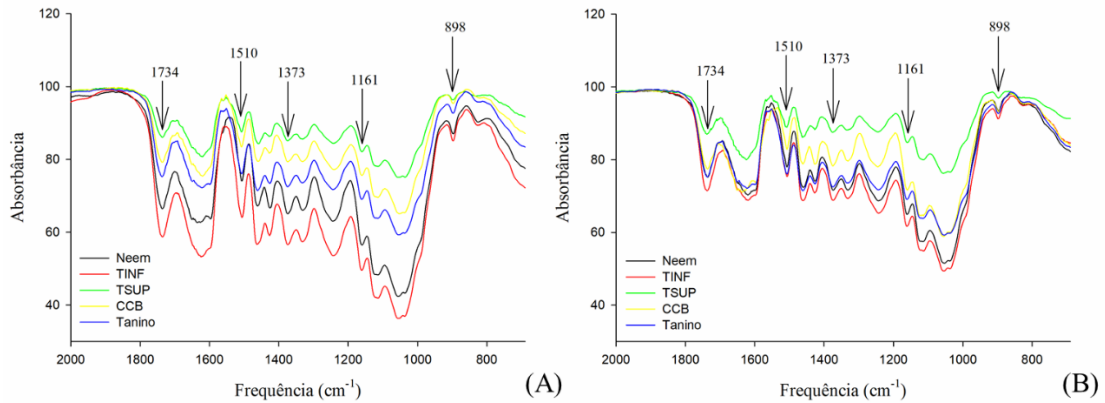 120
100
80
60
40
Absorbância
1734
1510
1373
1161
898
Neem
TINF
TSUP
CCB
Tanino
2000
1800
1600
1400
1200
1000
800
Frequência (cm⁻¹)
(A)
120
100
80
60
40
Absorbância
1734
1510
1373
1161
898
Neem
TINF
TSUP
CCB
Tanino
2000
1800
1600
1400
1200
1000
800
Frequência (cm⁻¹)
(B)